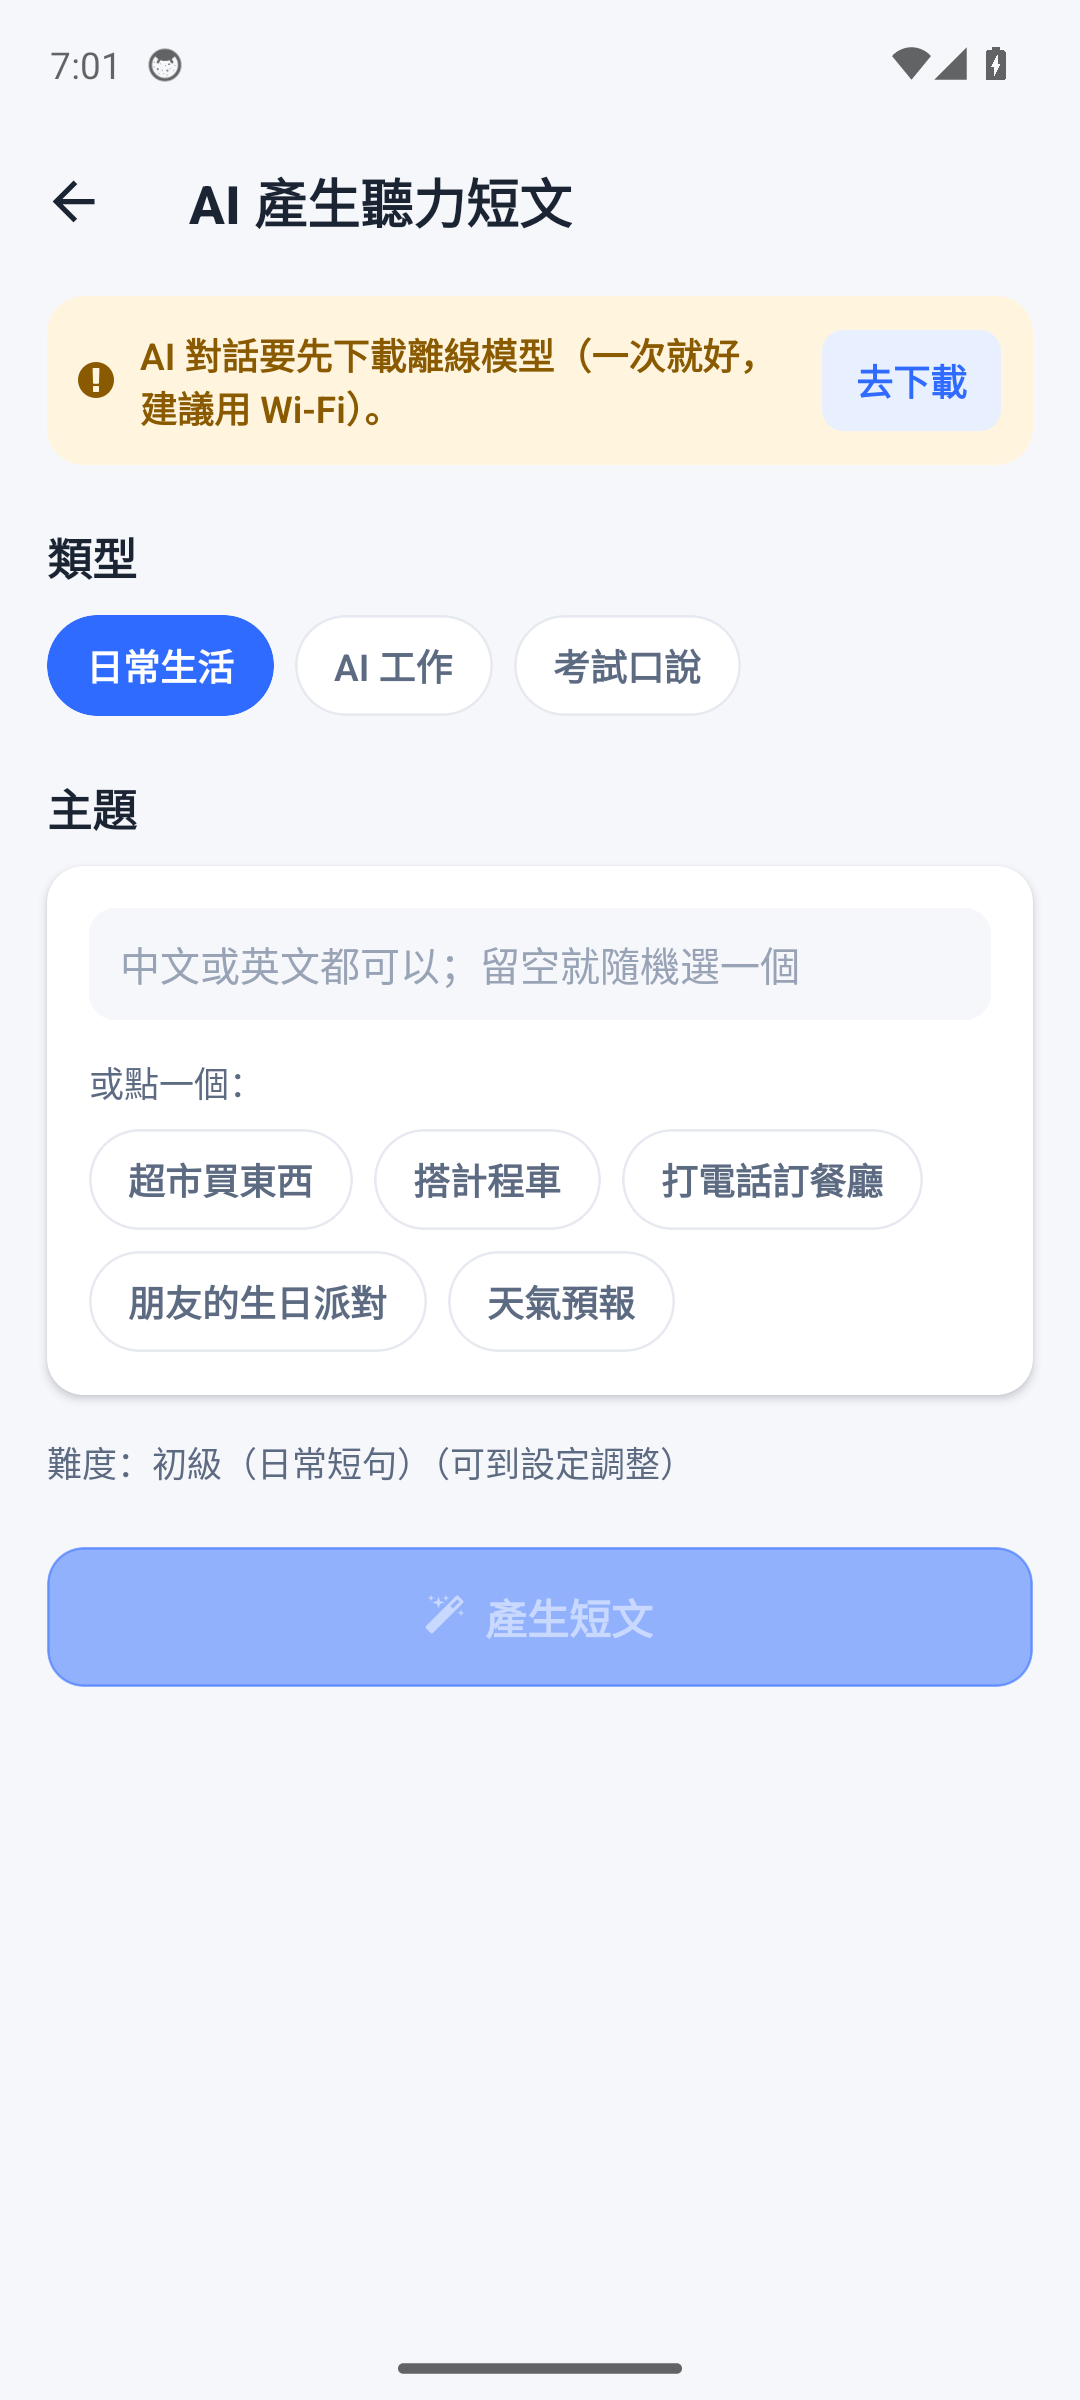 7:01
AI 產生聽力短文
AI 對話要先下載離線模型（一次就好，
建議用 Wi-Fi）。
去下載
類型
日常生活
AI 工作
考試口說
主題
中文或英文都可以；留空就隨機選一個
或點一個：
超市買東西
搭計程車
打電話訂餐廳
朋友的生日派對
天氣預報
難度：初級（日常短句）（可到設定調整）
產生短文